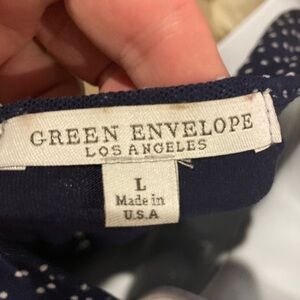 GREEN ENVELOPE
LOS ANGELES
L
Made in
U.S.A